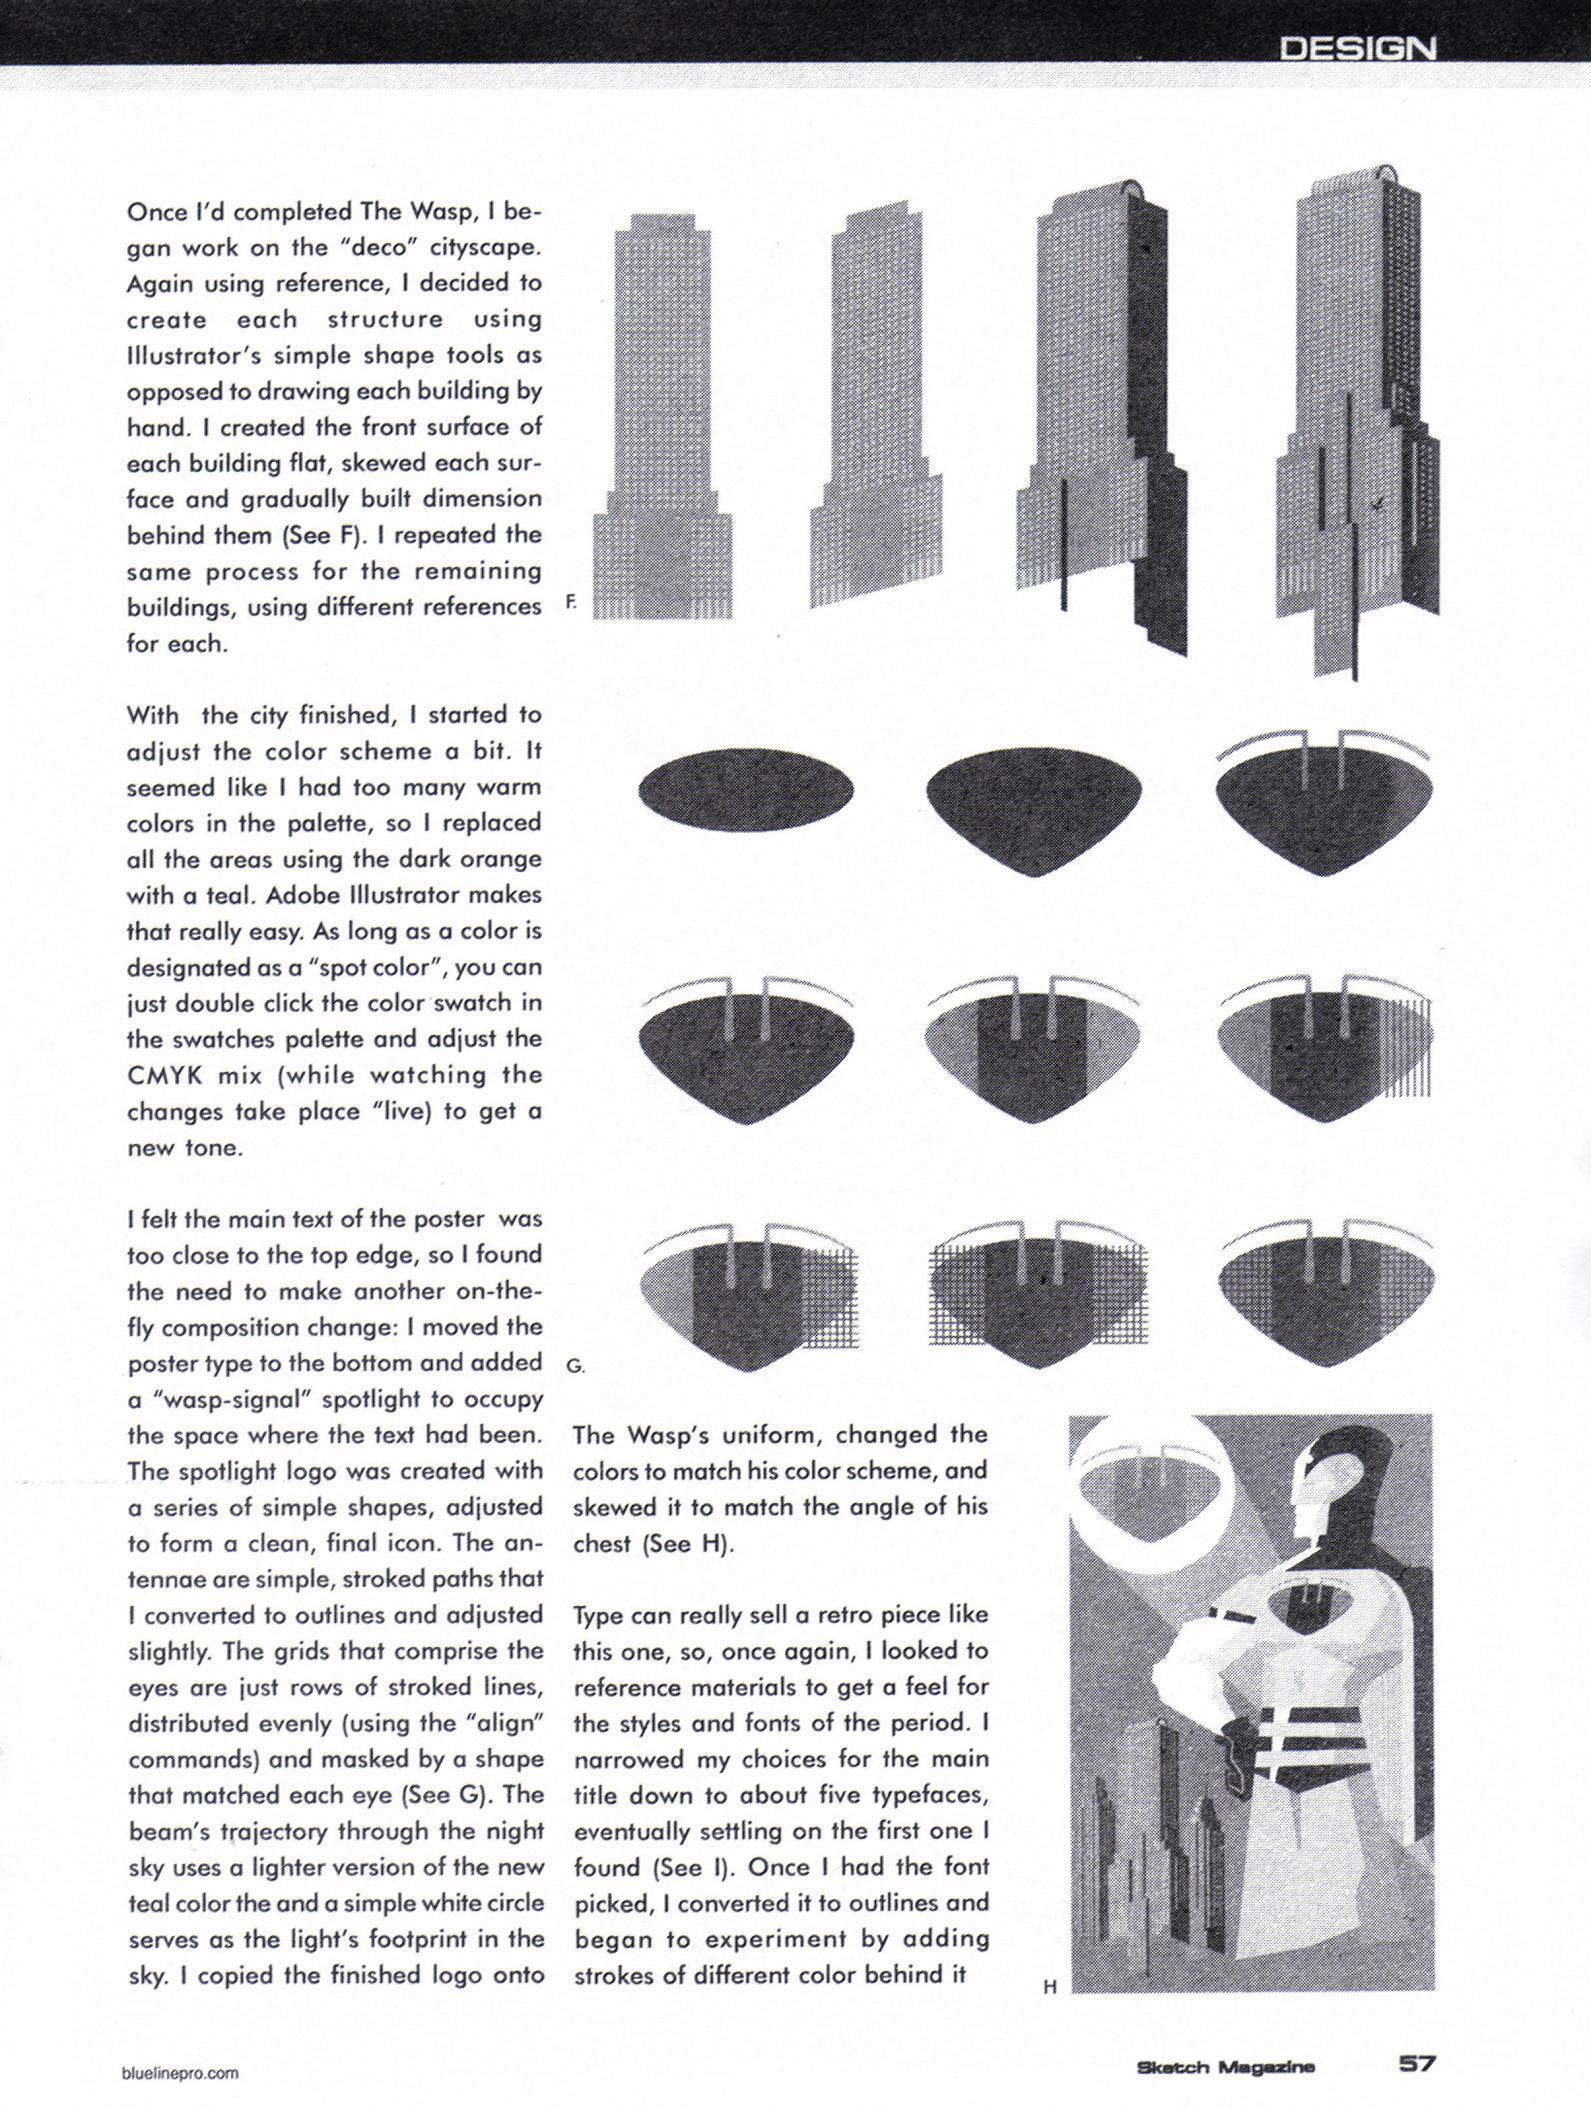 DESIGN
Once I'd completed The Wasp, I be-
gan work on the "deco" cityscape.
Again using reference, I decided to
create each structure using
Illustrator's simple shape tools as
opposed to drawing each building by
hand. I created the front surface of
each building flat, skewed each sur-
face and gradually built dimension
behind them (See F). I repeated the
same process for the remaining
buildings, using different references
for each.
With the city finished, I started to
adjust the color scheme a bit. It
seemed like I had too many warm
colors in the palette, so I replaced
all the areas using the dark orange
with a teal. Adobe Illustrator makes
that really easy. As long as a color is
designated as a "spot color", you can
just double click the color swatch in
the swatches palette and adjust the
CMYK mix (while watching the
changes take place "live) to get a
new tone.
I felt the main text of the poster was
too close to the top edge, so I found
the need to make another on-the-
fly composition change: I moved the
poster type to the bottom and added
a "wasp-signal" spotlight to occupy
the space where the text had been.
The spotlight logo was created with
a series of simple shapes, adjusted
to form a clean, final icon. The an-
tennae are simple, stroked paths that
I converted to outlines and adjusted
slightly. The grids that comprise the
eyes are just rows of stroked lines,
distributed evenly (using the "align"
commands) and masked by a shape
that matched each eye (See G). The
beam's trajectory through the night
sky uses a lighter version of the new
teal color the and a simple white circle
serves as the light's footprint in the
sky. I copied the finished logo onto
F.
G.
The Wasp's uniform, changed the
colors to match his color scheme, and
skewed it to match the angle of his
chest (See H).
Type can really sell a retro piece like
this one, so, once again, I looked to
reference materials to get a feel for
the styles and fonts of the period. I
narrowed my choices for the main
title down to about five typefaces,
eventually settling on the first one I
found (See I). Once I had the font
picked, I converted it to outlines and
began to experiment by adding
strokes of different color behind it
H
bluelinepro.com
Sketch Magazine
57